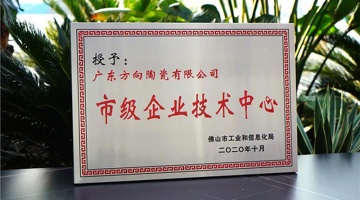 授予：
广东方向陶瓷有限公司
市级企业技术中心
佛山市工业和信息化局
二〇二〇年十月